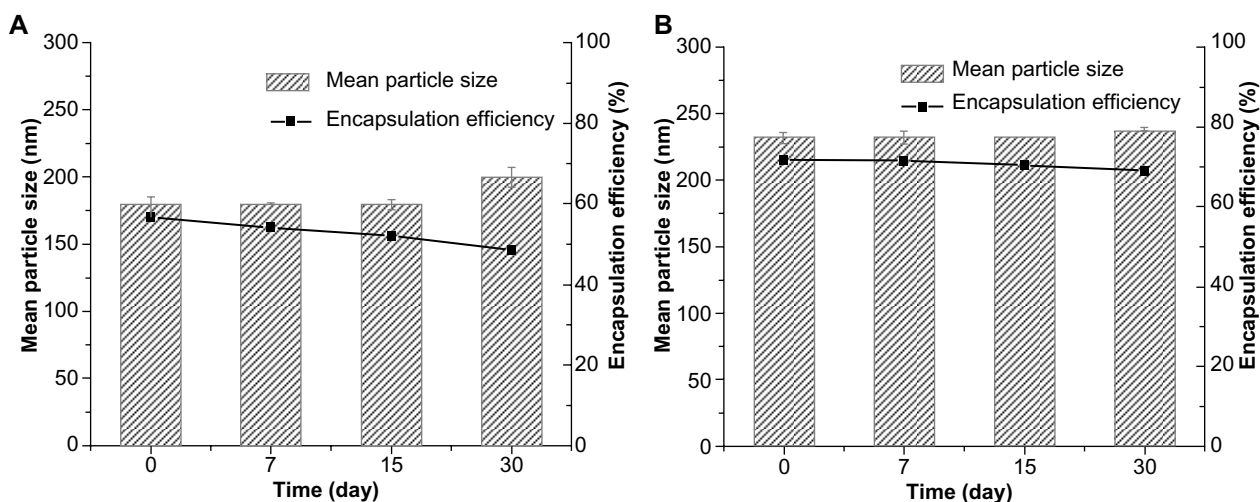 A
300
250
200
150
100
50
0
Mean particle size (nm)
Mean particle size
Encapsulation efficiency
100
80
60
40
20
0
Encapsulation efficiency (%)
0 7 15 30
Time (day)
B
300
250
200
150
100
50
0
Mean particle size (nm)
Mean particle size
Encapsulation efficiency
100
80
60
40
20
0
Encapsulation efficiency (%)
0 7 15 30
Time (day)